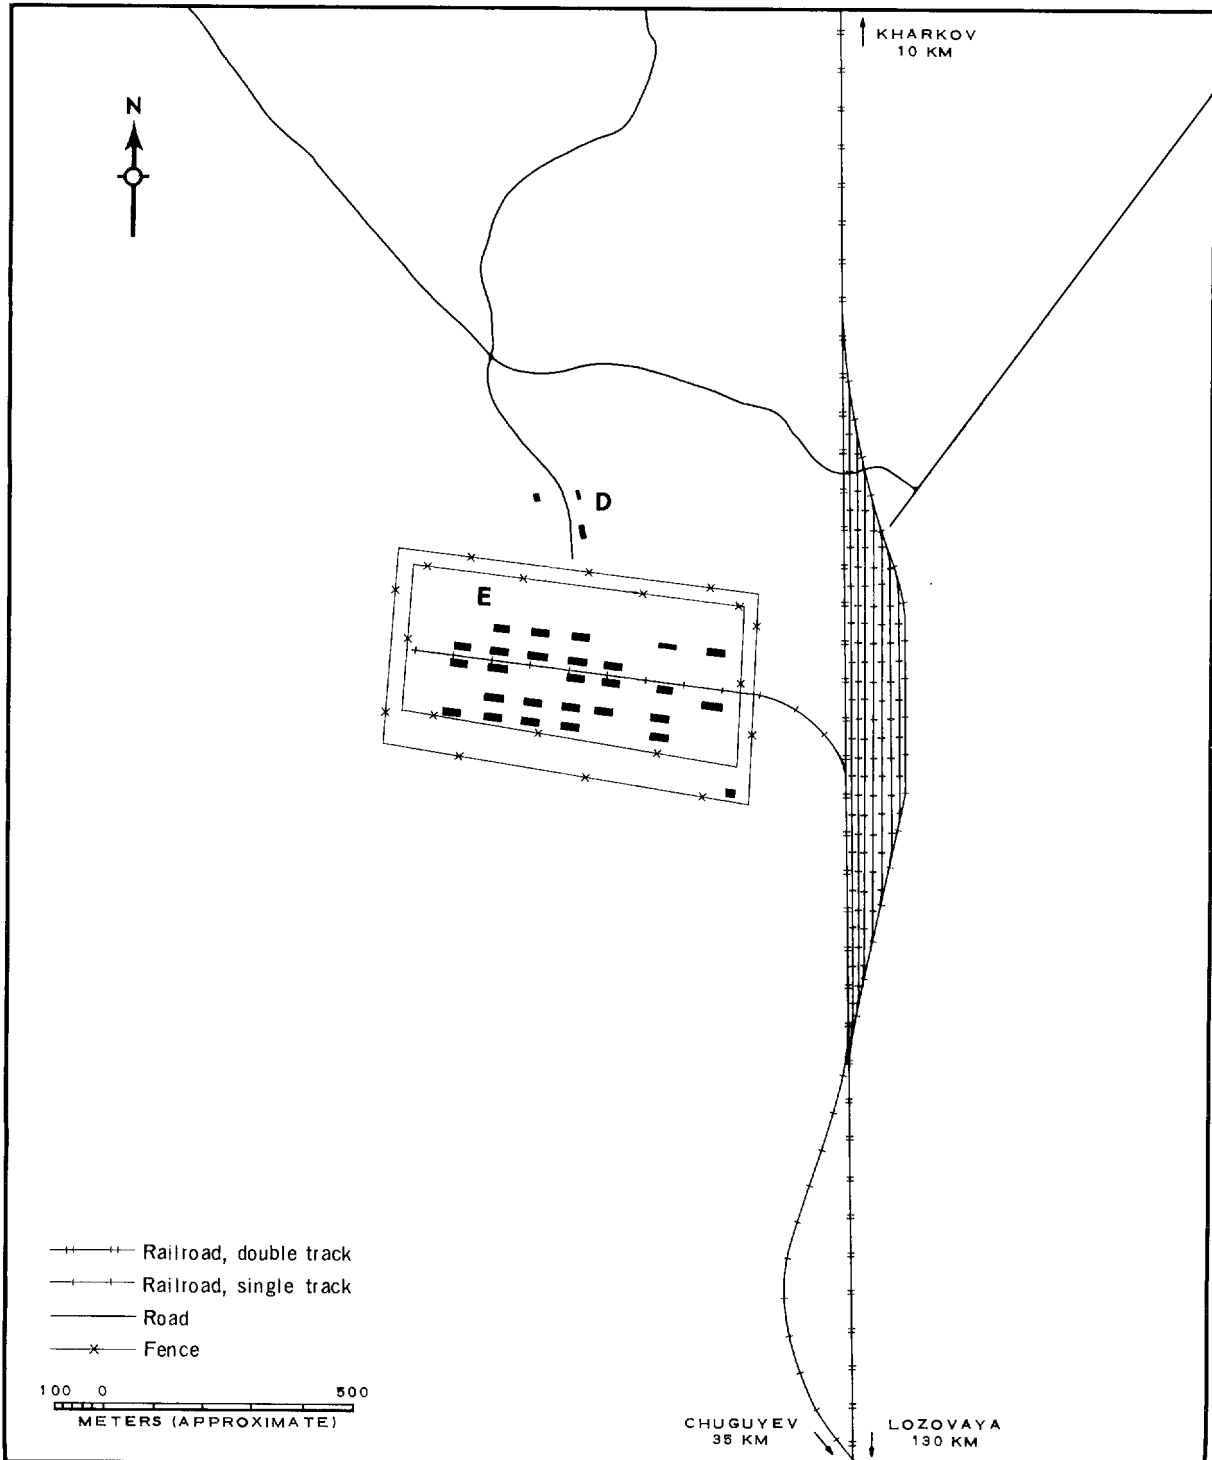 KHARKOV
10 KM
N
D
E
Railroad, double track
Railroad, single track
Road
Fence
100 0 500
METERS (APPROXIMATE)
CHUGUYEV
35 KM
LOZOVAYA
130 KM